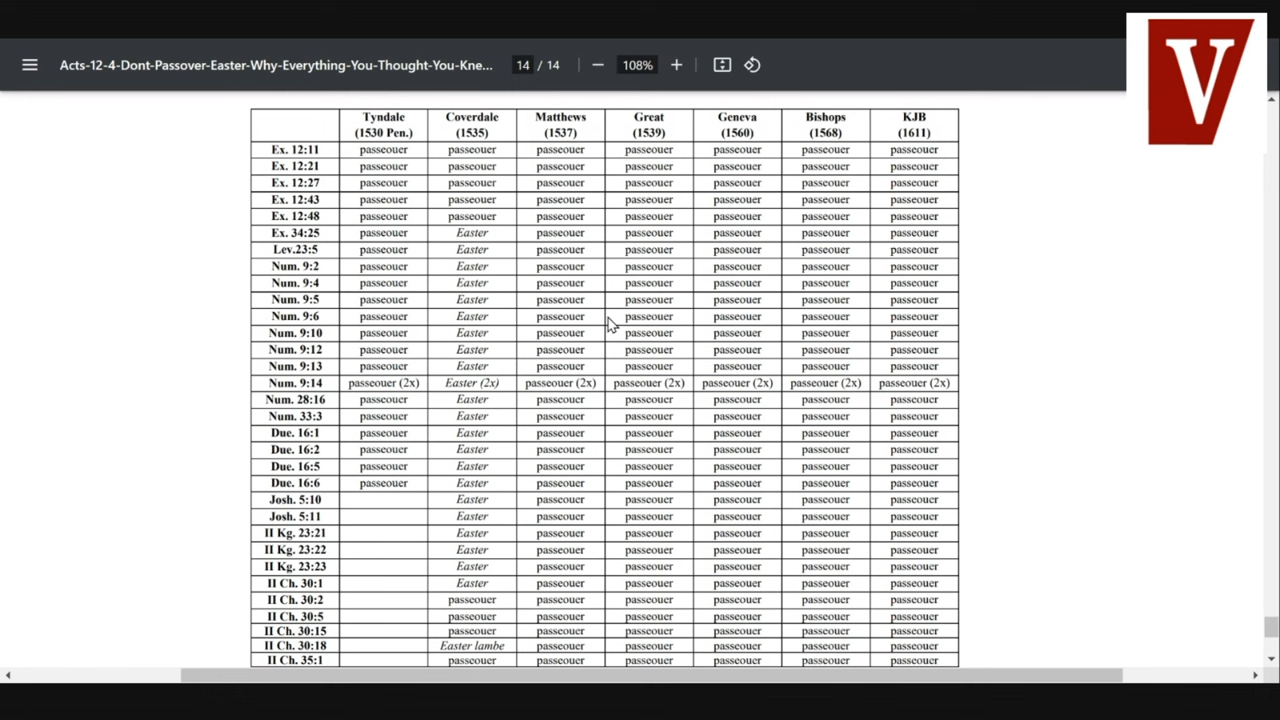 Acts-12-4-Dont-Passover-Easter-Why-Everything-You-Thought-You-Kne...
14 / 14
108%
V
Tyndale (1530 Pen.) Coverdale (1535) Matthews (1537) Great (1539) Geneva (1560) Bishops (1568) KJB (1611)
Ex. 12:11 passeouer passeouer passeouer passeouer passeouer passeouer passeouer
Ex. 12:21 passeouer passeouer passeouer passeouer passeouer passeouer passeouer
Ex. 12:27 passeouer passeouer passeouer passeouer passeouer passeouer passeouer
Ex. 12:43 passeouer passeouer passeouer passeouer passeouer passeouer passeouer
Ex. 12:48 passeouer passeouer passeouer passeouer passeouer passeouer passeouer
Ex. 34:25 passeouer Easter passeouer passeouer passeouer passeouer passeouer
Lev.23:5 passeouer Easter passeouer passeouer passeouer passeouer passeouer
Num. 9:2 passeouer Easter passeouer passeouer passeouer passeouer passeouer
Num. 9:4 passeouer Easter passeouer passeouer passeouer passeouer passeouer
Num. 9:5 passeouer Easter passeouer passeouer passeouer passeouer passeouer
Num. 9:6 passeouer Easter passeouer passeouer passeouer passeouer passeouer
Num. 9:10 passeouer Easter passeouer passeouer passeouer passeouer passeouer
Num. 9:12 passeouer Easter passeouer passeouer passeouer passeouer passeouer
Num. 9:13 passeouer Easter passeouer passeouer passeouer passeouer passeouer
Num. 9:14 passeouer (2x) Easter (2x) passeouer (2x) passeouer (2x) passeouer (2x) passeouer (2x) passeouer (2x)
Num. 28:16 passeouer Easter passeouer passeouer passeouer passeouer passeouer
Num. 33:3 passeouer Easter passeouer passeouer passeouer passeouer passeouer
Due. 16:1 passeouer Easter passeouer passeouer passeouer passeouer passeouer
Due. 16:2 passeouer Easter passeouer passeouer passeouer passeouer passeouer
Due. 16:5 passeouer Easter passeouer passeouer passeouer passeouer passeouer
Due. 16:6 passeouer Easter passeouer passeouer passeouer passeouer passeouer
Josh. 5:10 Easter passeouer passeouer passeouer passeouer passeouer
Josh. 5:11 Easter passeouer passeouer passeouer passeouer passeouer
II Kg. 23:21 Easter passeouer passeouer passeouer passeouer passeouer
II Kg. 23:22 Easter passeouer passeouer passeouer passeouer passeouer
II Kg. 23:23 Easter passeouer passeouer passeouer passeouer passeouer
II Ch. 30:1 Easter passeouer passeouer passeouer passeouer passeouer
II Ch. 30:2 passeouer passeouer passeouer passeouer passeouer passeouer
II Ch. 30:5 passeouer passeouer passeouer passeouer passeouer passeouer
II Ch. 30:15 passeouer passeouer passeouer passeouer passeouer passeouer
II Ch. 30:18 Easter lambe passeouer passeouer passeouer passeouer passeouer
II Ch. 35:1 passeouer passeouer passeouer passeouer passeouer passeouer